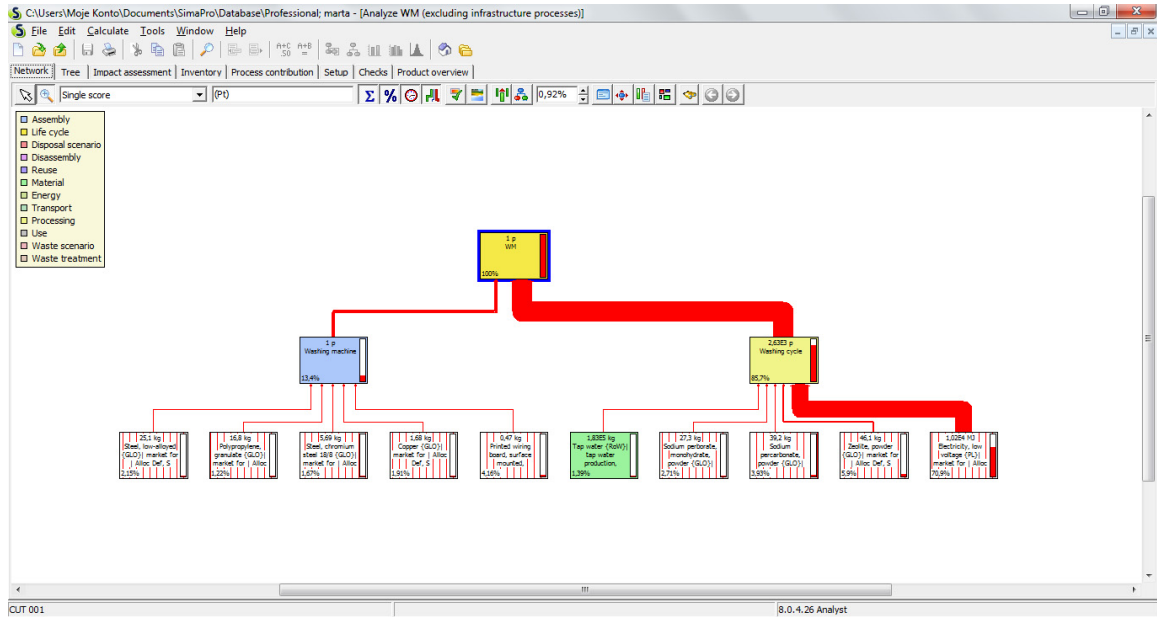 C:\Users\Moje Konto\Documents\SimaPro\Database\Professional; marta - [Analyze WM (excluding infrastructure processes)]
File Edit Calculate Tools Window Help
A+C
50
A+B
=
Network Tree Impact assessment Inventory Process contribution Setup Checks Product overview
Single score (Pt) Σ % 0,92%
Assembly
Life cycle
Disposal scenario
Disassembly
Reuse
Material
Energy
Transport
Processing
Use
Waste scenario
Waste treatment
1 p
WM
100%
1 p
Washing machine
13,4%
2,63E3 p
Washing cycle
85,7%
25,1 kg
Steel, low-alloyed
{GLO}| market for
| Alloc Def, S
2,15%
16,8 kg
Polypropylene,
granulate {GLO}|
market for | Alloc
1,22%
5,69 kg
Steel, chromium
steel 18/8 {GLO}|
market for | Alloc
1,67%
1,68 kg
Copper {GLO}|
market for | Alloc
Def, S
1,91%
0,47 kg
Printed wiring
board, surface
mounted,
4,16%
1,83E5 kg
Tap water {RoW}|
tap water
production,
1,39%
27,3 kg
Sodium perborate,
monohydrate,
powder {GLO}|
2,71%
39,2 kg
Sodium
percarbonate,
powder {GLO}|
3,93%
46,1 kg
Zeolite, powder
{GLO}| market for
| Alloc Def, S
5,9%
1,02E4 MJ
Electricity, low
voltage {PL}|
market for | Alloc
70,9%
CUT 001 8.0.4.26 Analyst